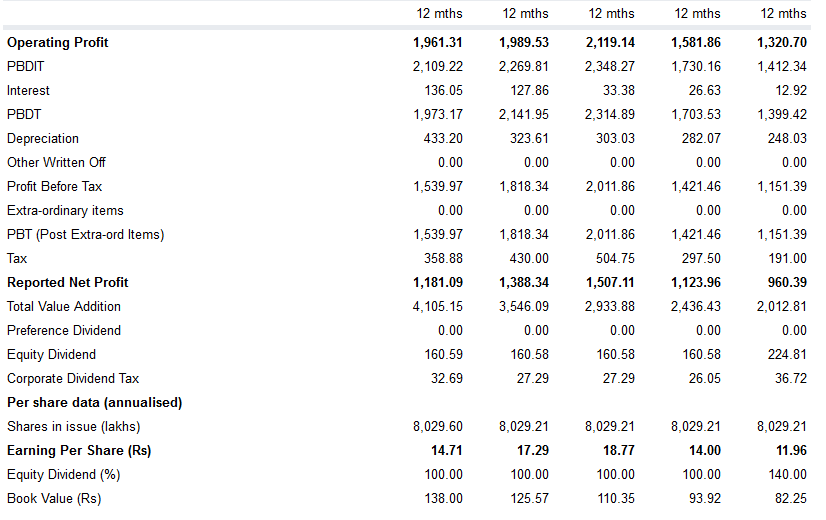 12 mths 12 mths 12 mths 12 mths 12 mths
Operating Profit 1,961.31 1,989.53 2,119.14 1,581.86 1,320.70
PBDIT 2,109.22 2,269.81 2,348.27 1,730.16 1,412.34
Interest 136.05 127.86 33.38 26.63 12.92
PBDT 1,973.17 2,141.95 2,314.89 1,703.53 1,399.42
Depreciation 433.20 323.61 303.03 282.07 248.03
Other Written Off 0.00 0.00 0.00 0.00 0.00
Profit Before Tax 1,539.97 1,818.34 2,011.86 1,421.46 1,151.39
Extra-ordinary items 0.00 0.00 0.00 0.00 0.00
PBT (Post Extra-ord Items) 1,539.97 1,818.34 2,011.86 1,421.46 1,151.39
Tax 358.88 430.00 504.75 297.50 191.00
Reported Net Profit 1,181.09 1,388.34 1,507.11 1,123.96 960.39
Total Value Addition 4,105.15 3,546.09 2,933.88 2,436.43 2,012.81
Preference Dividend 0.00 0.00 0.00 0.00 0.00
Equity Dividend 160.59 160.58 160.58 160.58 224.81
Corporate Dividend Tax 32.69 27.29 27.29 26.05 36.72
Per share data (annualised)
Shares in issue (lakhs) 8,029.60 8,029.21 8,029.21 8,029.21 8,029.21
Earning Per Share (Rs) 14.71 17.29 18.77 14.00 11.96
Equity Dividend (%) 100.00 100.00 100.00 100.00 140.00
Book Value (Rs) 138.00 125.57 110.35 93.92 82.25